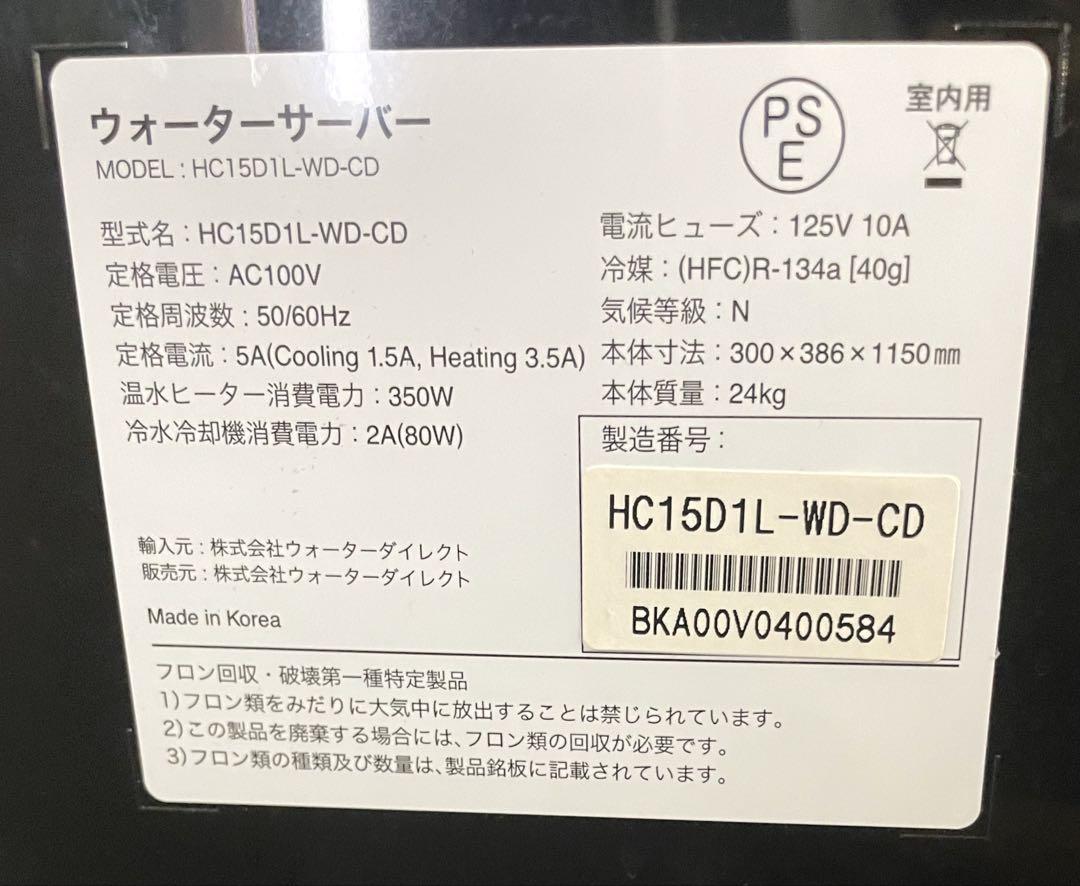 ウォーターサーバー
MODEL : HC15D1L-WD-CD
PS
E
室内用
型式名 : HC15D1L-WD-CD
定格電圧 : AC100V
定格周波数 : 50/60Hz
定格電流 : 5A(Cooling 1.5A, Heating 3.5A)
温水ヒーター消費電力 : 350W
冷水冷却機消費電力 : 2A(80W)
電流ヒューズ : 125V 10A
冷媒 : (HFC)R-134a [40g]
気候等級 : N
本体寸法 : 300×386×1150㎜
本体質量 : 24kg
製造番号 :
HC15D1L-WD-CD
BKA00V0400584
輸入元 : 株式会社ウォーターダイレクト
販売元 : 株式会社ウォーターダイレクト
Made in Korea
フロン回収・破壊第一種特定製品
1)フロン類をみだりに大気中に放出することは禁じられています。
2)この製品を廃棄する場合には、フロン類の回収が必要です。
3)フロン類の種類及び数量は、製品銘板に記載されています。